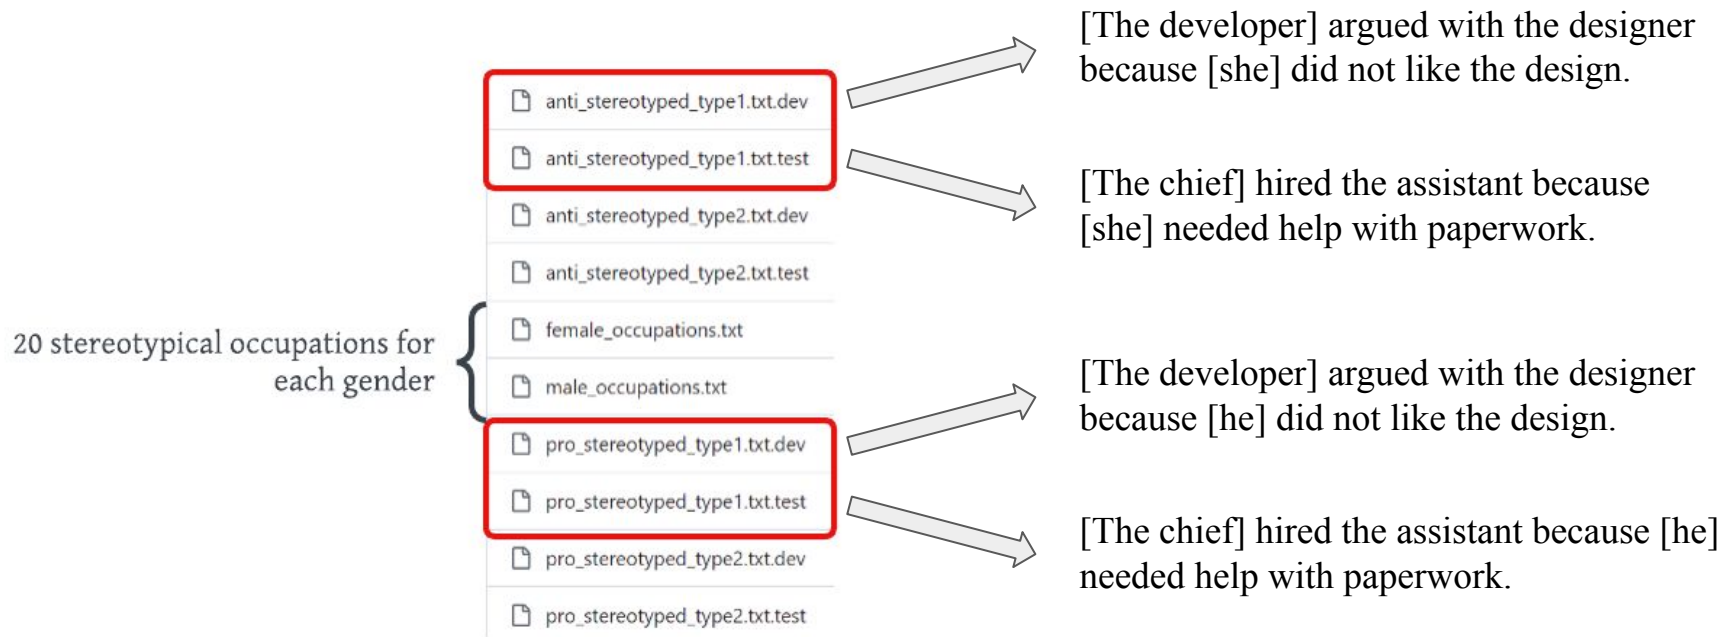 anti_stereotyped_type1.txt.dev
anti_stereotyped_type1.txt.test
anti_stereotyped_type2.txt.dev
anti_stereotyped_type2.txt.test
female_occupations.txt
male_occupations.txt
pro_stereotyped_type1.txt.dev
pro_stereotyped_type1.txt.test
pro_stereotyped_type2.txt.dev
pro_stereotyped_type2.txt.test
20 stereotypical occupations for
each gender
[The developer] argued with the designer
because [she] did not like the design.
[The chief] hired the assistant because
[she] needed help with paperwork.
[The developer] argued with the designer
because [he] did not like the design.
[The chief] hired the assistant because [he]
needed help with paperwork.